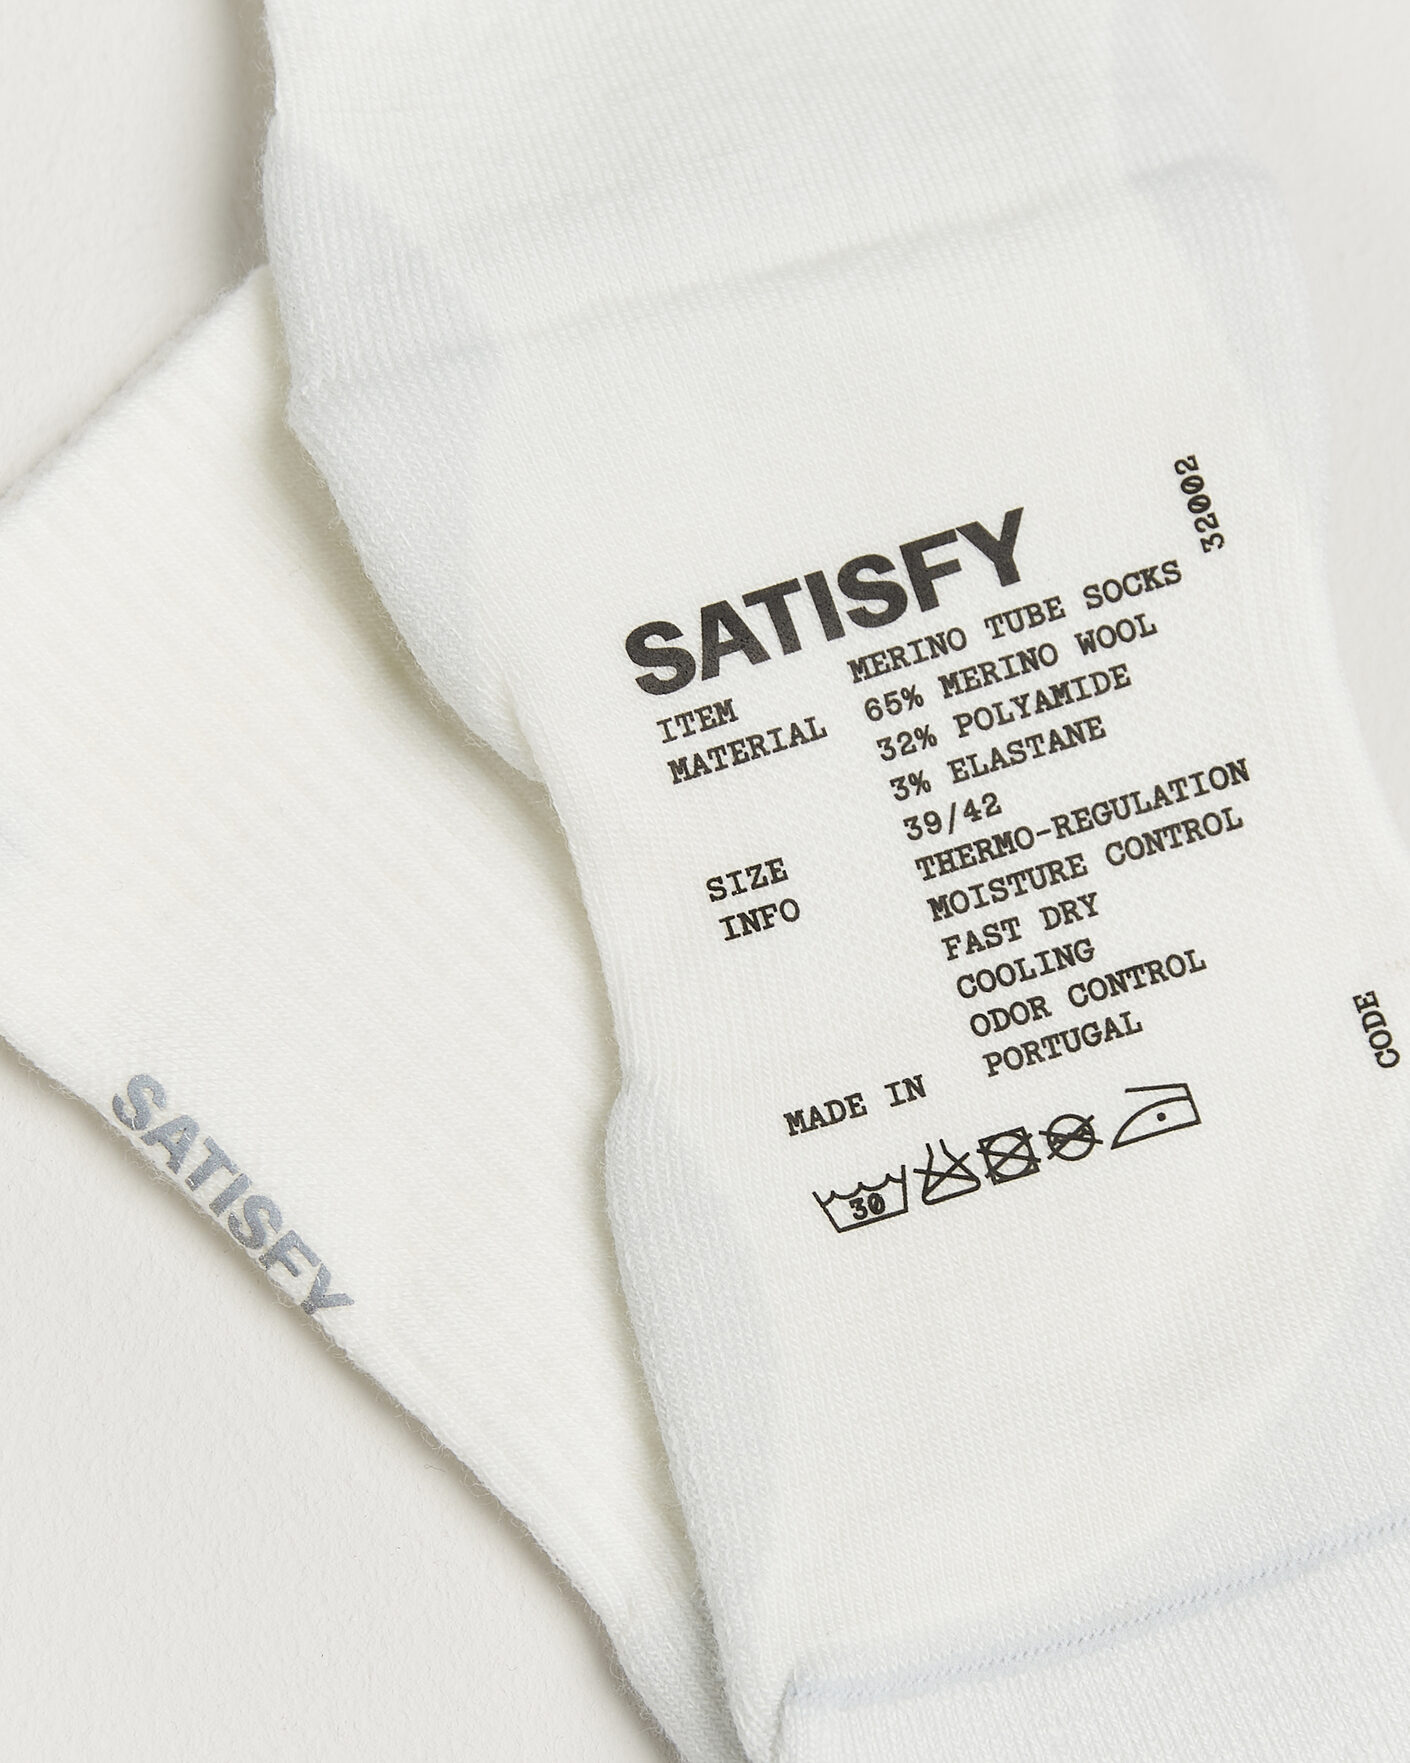 SATISFY
ITEM MERINO TUBE SOCKS
MATERIAL 65% MERINO WOOL
32% POLYAMIDE
3% ELASTANE
SIZE 39/42
INFO THERMO-REGULATION
MOISTURE CONTROL
FAST DRY
COOLING
ODOR CONTROL
MADE IN PORTUGAL
30
CODE 32002
SATISFY